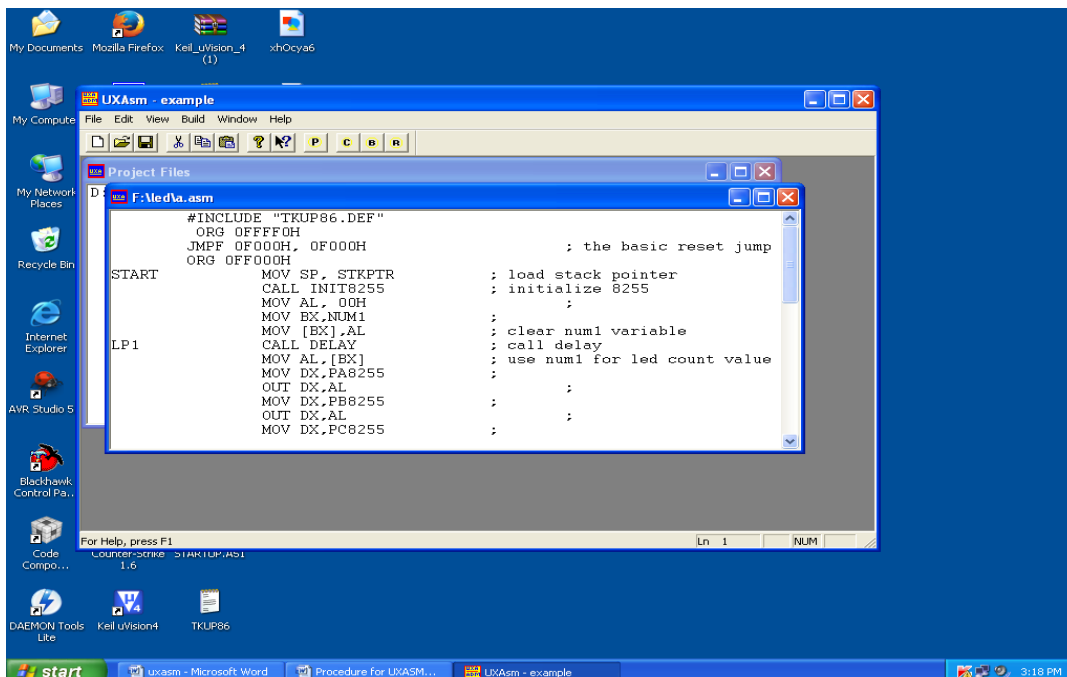 My Documents
Mozilla Firefox
Keil_uVision_4
(1)
xhOcya6
My Compute
UXAsm - example
File Edit View Build Window Help
P C B R
Project Files
My Network
Places
D:
F:\led\a.asm
#INCLUDE "TKUP86.DEF"
ORG 0FFFF0H
JMPF 0F000H, 0F000H ; the basic reset jump
ORG 0FF000H
START MOV SP, STKPTR ; load stack pointer
CALL INIT8255 ; initialize 8255
MOV AL, 00H ;
MOV BX,NUM1 ;
MOV [BX],AL ; clear num1 variable
LP1 CALL DELAY ; call delay
MOV AL,[BX] ; use num1 for led count value
MOV DX,PA8255 ;
OUT DX,AL ;
MOV DX,PB8255 ;
OUT DX,AL ;
MOV DX,PC8255 ;
Recycle Bin
Internet
Explorer
AVR Studio 5
Blackhawk
Control Pa...
For Help, press F1
Ln 1
NUM
Code
Compo...
Counter-Strike
1.6
STARTUP.A51
DAEMON Tools
Lite
Keil uVision4
TKUP86
start
uxasm - Microsoft Word
Procedure for UXASM...
UXAsm - example
3:18 PM